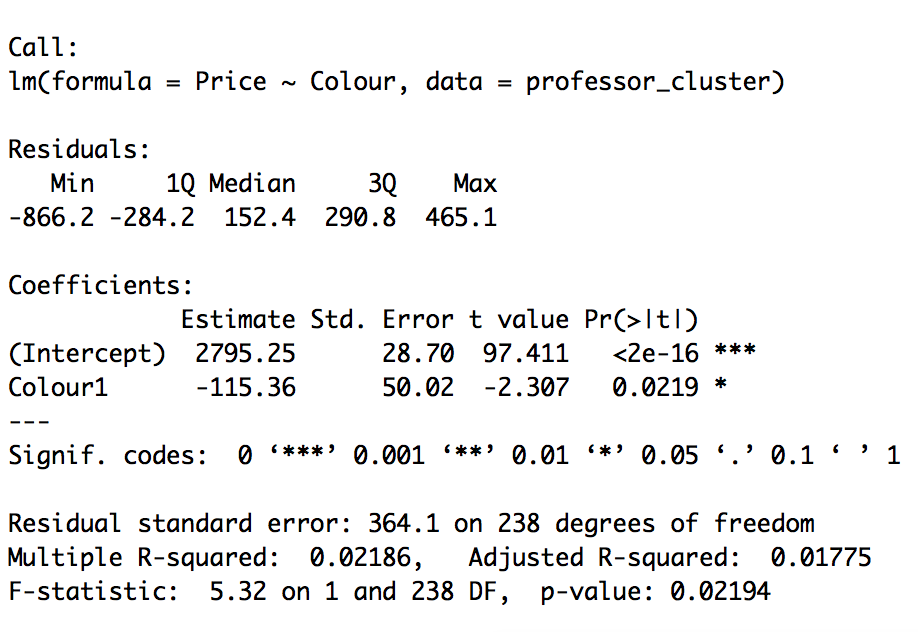 Call:
lm(formula = Price ~ Colour, data = professor_cluster)
Residuals:
   Min     1Q Median     3Q    Max
-866.2 -284.2  152.4  290.8  465.1
Coefficients:
            Estimate Std. Error t value Pr(>|t|)
(Intercept)  2795.25      28.70  97.411   <2e-16 ***
Colour1      -115.36      50.02  -2.307   0.0219 *
---
Signif. codes:  0 ‘***’ 0.001 ‘**’ 0.01 ‘*’ 0.05 ‘.’ 0.1 ‘ ’ 1
Residual standard error: 364.1 on 238 degrees of freedom
Multiple R-squared:  0.02186,   Adjusted R-squared:  0.01775
F-statistic:  5.32 on 1 and 238 DF,  p-value: 0.02194